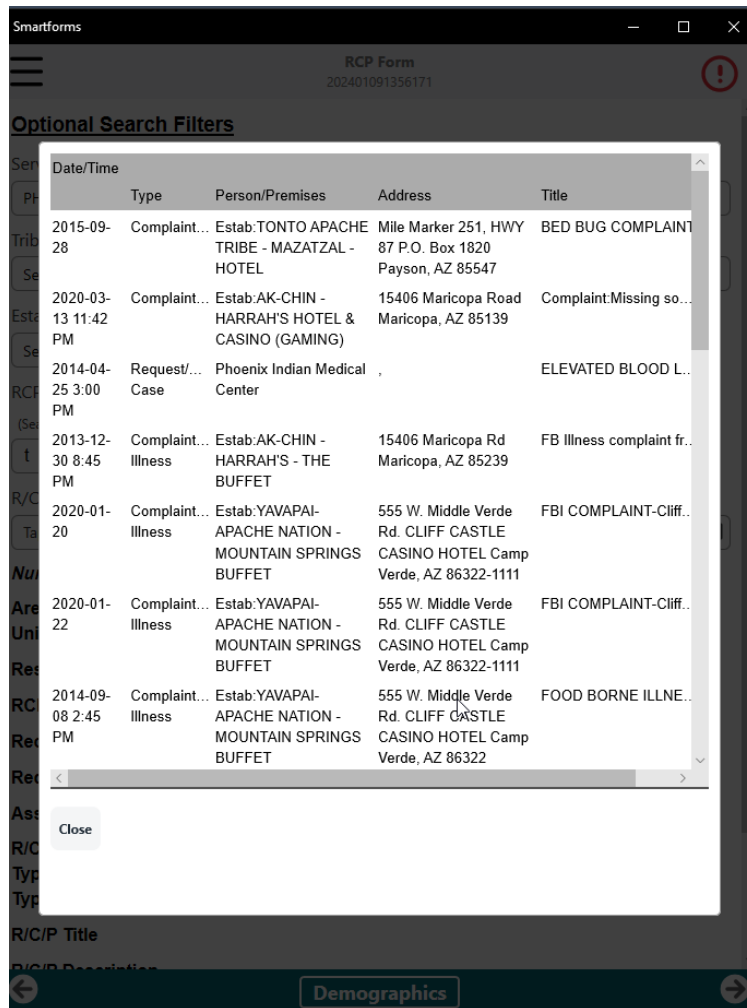 Smartforms
RCP Form
202401091356171
Optional Search Filters
Date/Time
Type Person/Premises Address Title
2015-09-28 Complaint... Estab:TONTO APACHE TRIBE - MAZATZAL - HOTEL Mile Marker 251, HWY 87 P.O. Box 1820 Payson, AZ 85547 BED BUG COMPLAINT
2020-03-13 11:42 PM Complaint... Estab:AK-CHIN - HARRAH'S HOTEL & CASINO (GAMING) 15406 Maricopa Road Maricopa, AZ 85139 Complaint:Missing so...
2014-04-25 3:00 PM Request/... Case Phoenix Indian Medical Center , ELEVATED BLOOD L...
2013-12-30 8:45 PM Complaint... Illness Estab:AK-CHIN - HARRAH'S - THE BUFFET 15406 Maricopa Rd Maricopa, AZ 85239 FB Illness complaint fr...
2020-01-20 Complaint... Illness Estab:YAVAPAI-APACHE NATION - MOUNTAIN SPRINGS BUFFET 555 W. Middle Verde Rd. CLIFF CASTLE CASINO HOTEL Camp Verde, AZ 86322-1111 FBI COMPLAINT-Cliff...
2020-01-22 Complaint... Illness Estab:YAVAPAI-APACHE NATION - MOUNTAIN SPRINGS BUFFET 555 W. Middle Verde Rd. CLIFF CASTLE CASINO HOTEL Camp Verde, AZ 86322-1111 FBI COMPLAINT-Cliff...
2014-09-08 2:45 PM Complaint... Illness Estab:YAVAPAI-APACHE NATION - MOUNTAIN SPRINGS BUFFET 555 W. Middle Verde Rd. CLIFF CASTLE CASINO HOTEL Camp Verde, AZ 86322 FOOD BORNE ILLNE...
Close
R/C/P Title
Demographics